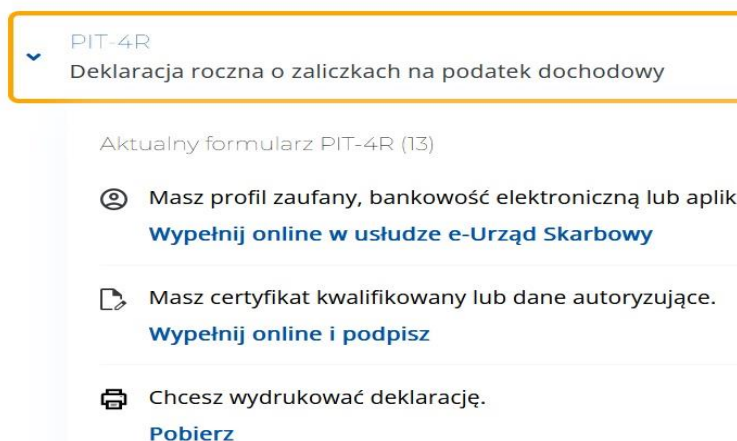 PIT-4R
Deklaracja roczna o zaliczkach na podatek dochodowy
Aktualny formularz PIT-4R (13)
Masz profil zaufany, bankowość elektroniczną lub aplik
Wypełnij online w usłudze e-Urząd Skarbowy
Masz certyfikat kwalifikowany lub dane autoryzujące.
Wypełnij online i podpisz
Chcesz wydrukować deklarację.
Pobierz